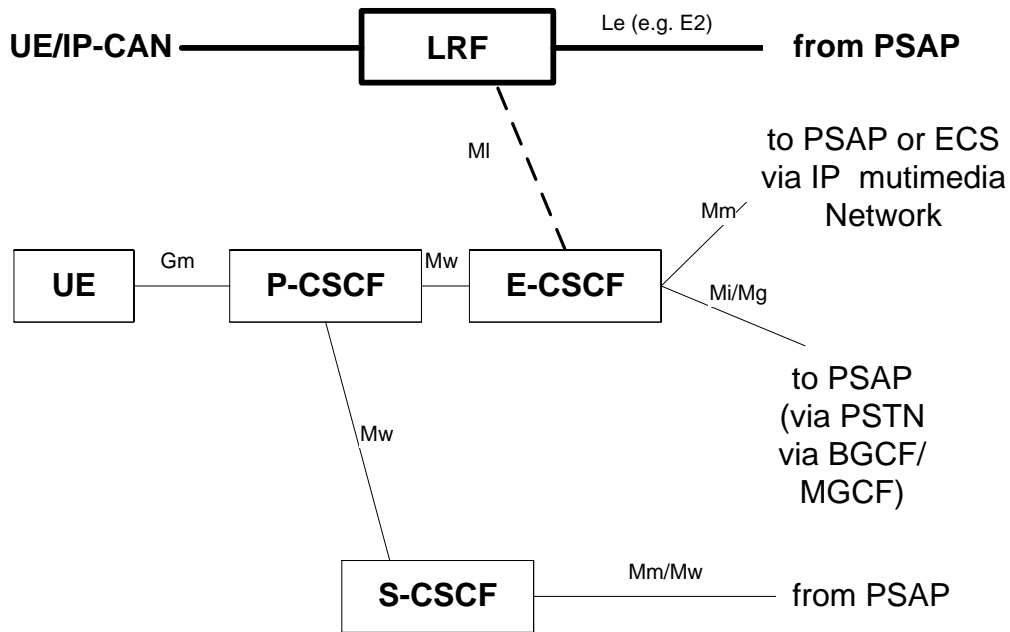 Le (e.g. E2)
UE/IP-CAN
LRF
from PSAP
Ml
to PSAP or ECS
via IP mutimedia
Network
Mm
UE
Gm
P-CSCF
Mw
E-CSCF
Mi/Mg
to PSAP
(via PSTN
via BGCF/
MGCF)
Mw
S-CSCF
Mm/Mw
from PSAP